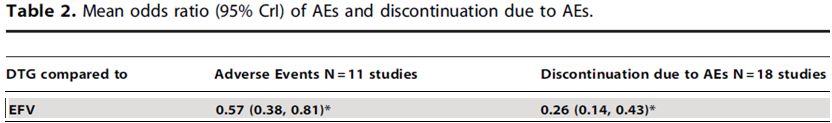 Table 2. Mean odds ratio (95% CrI) of AEs and discontinuation due to AEs.
DTG compared to Adverse Events N = 11 studies Discontinuation due to AEs N = 18 studies
EFV 0.57 (0.38, 0.81)* 0.26 (0.14, 0.43)*